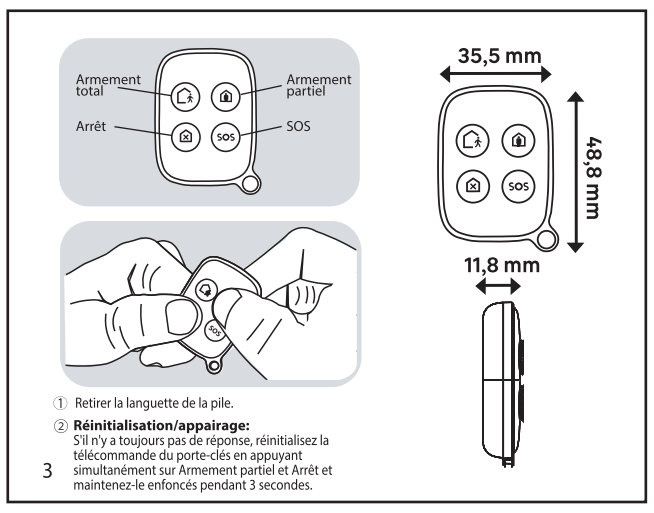 Armement
total
Armement
partiel
Arrêt
SOS
SOS
35,5 mm
48,8 mm
SOS
11,8 mm
SOS
① Retirer la languette de la pile.
② Réinitialisation/appairage:
S'il n'y a toujours pas de réponse, réinitialisez la
télécommande du porte-clés en appuyant
simultanément sur Armement partiel et Arrêt et
maintenez-le enfoncés pendant 3 secondes.
3